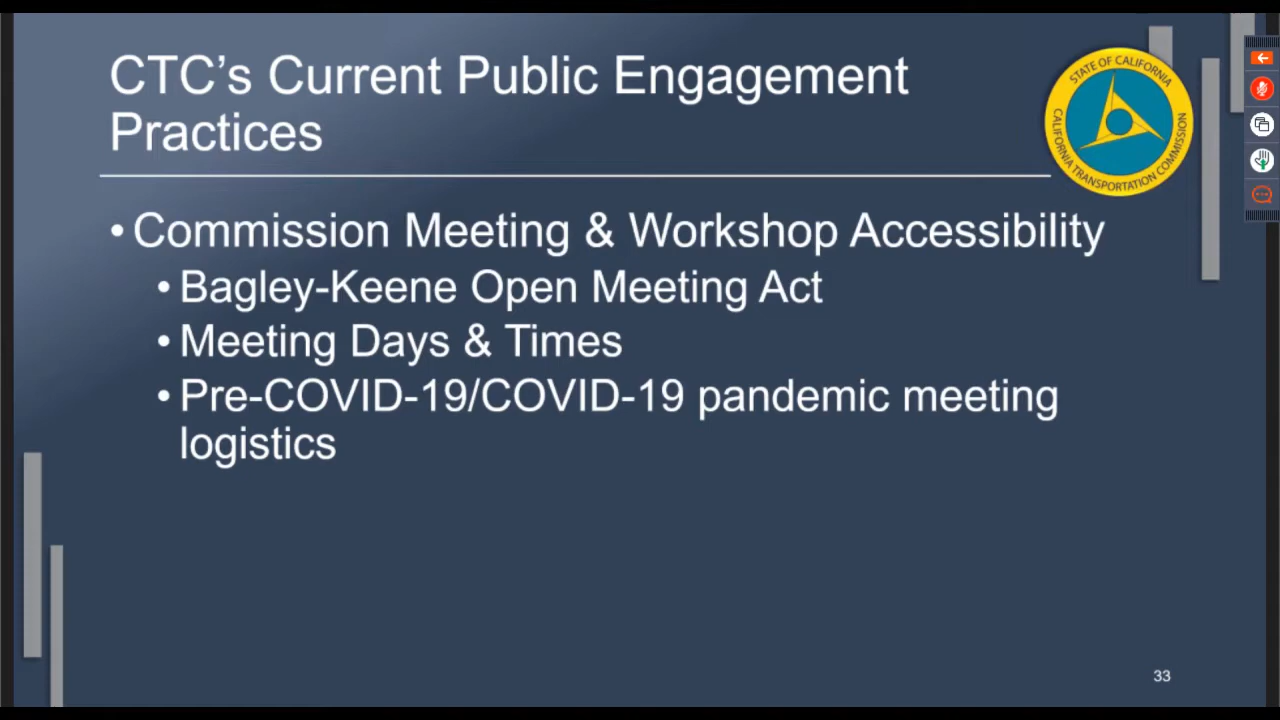 CTC's Current Public Engagement
Practices
STATE OF CALIFORNIA
CALIFORNIA TRANSPORTATION COMMISSION
• Commission Meeting & Workshop Accessibility
• Bagley-Keene Open Meeting Act
• Meeting Days & Times
• Pre-COVID-19/COVID-19 pandemic meeting
logistics
33